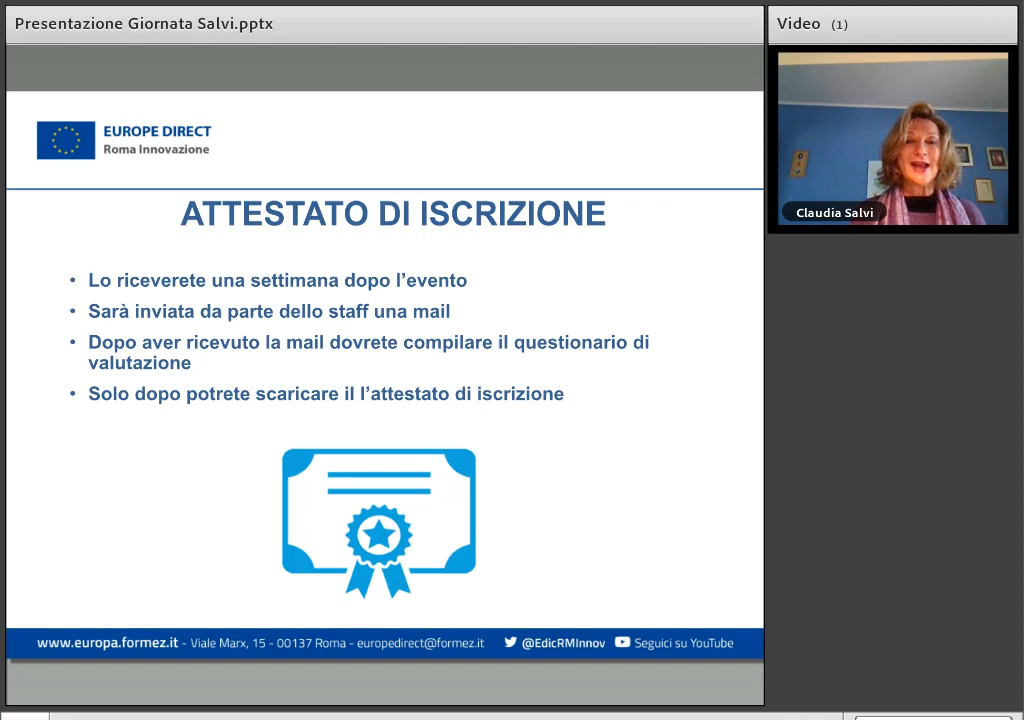 Presentazione Giornata Salvi.pptx
Video (1)
EUROPE DIRECT
Roma Innovazione
Claudia Salvi
ATTESTATO DI ISCRIZIONE
• Lo riceverete una settimana dopo l’evento
• Sarà inviata da parte dello staff una mail
• Dopo aver ricevuto la mail dovrete compilare il questionario di
valutazione
• Solo dopo potrete scaricare il l’attestato di iscrizione
www.europa.formez.it - Viale Marx, 15 - 00137 Roma - europedirect@formez.it @EdicRMInnov Seguici su YouTube